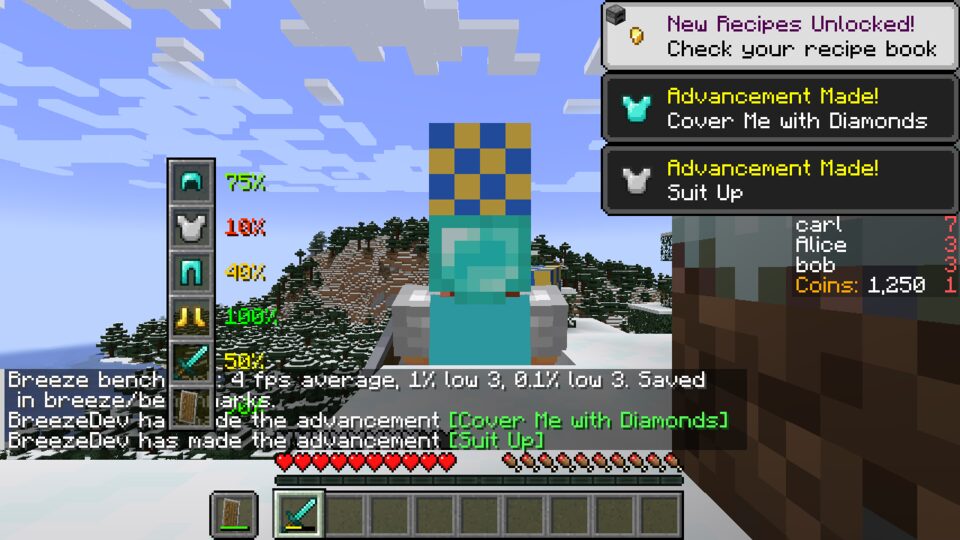 New Recipes Unlocked!
Check your recipe book
Advancement Made!
Cover Me with Diamonds
Advancement Made!
Suit Up
carl 7
Alice 3
bob 3
Coins: 1,250 1
75%
10%
49%
100%
50%
Breeze bench 4 fps average, 1% low 3, 0.1% low 3. Saved
in breeze/be marks.
BreezeDev ha de the advancement [Cover Me with Diamonds]
BreezeDev has made the advancement [Suit Up]